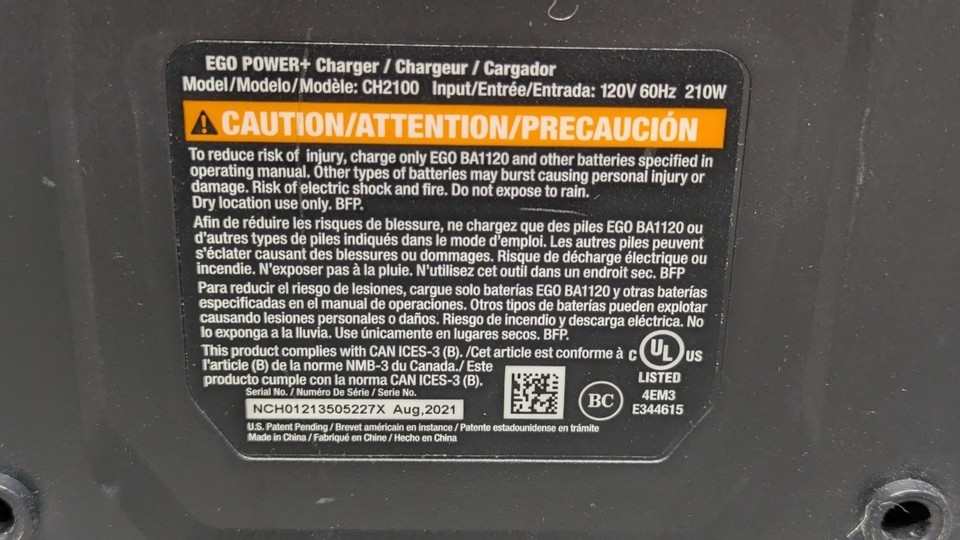 EGO POWER+ Charger / Chargeur / Cargador
Model/Modelo/Modèle: CH2100 Input/Entrée/Entrada: 120V 60Hz 210W
CAUTION/ATTENTION/PRECAUCIÓN
To reduce risk of injury, charge only EGO BA1120 and other batteries specified in
operating manual. Other types of batteries may burst causing personal injury or
damage. Risk of electric shock and fire. Do not expose to rain.
Dry location use only. BFP.
Afin de réduire les risques de blessure, ne chargez que des piles EGO BA1120 ou
d'autres types de piles indiqués dans le mode d'emploi. Les autres piles peuvent
s'éclater causant des blessures ou dommages. Risque de décharge électrique ou
incendie. N'exposer pas à la pluie. N'utilisez cet outil dans un endroit sec. BFP
Para reducir el riesgo de lesiones, cargue solo baterías EGO BA1120 y otras baterías
especificadas en el manual de operaciones. Otros tipos de baterías pueden explotar
causando lesiones personales o daños. Riesgo de incendio y descarga eléctrica. No
lo exponga a la lluvia. Use únicamente en lugares secos. BFP.
This product complies with CAN ICES-3 (B). /Cet article est conforme à
l'article (B) de la norme NMB-3 du Canada./ Este
producto cumple con la norma CAN ICES-3 (B).
C UL US
LISTED
4EM3
E344615
BC
Serial No. / Numéro De Série / Serie No.
NCH01213505227X Aug,2021
U.S. Patent Pending / Brevet américain en instance / Patente estadounidense en trámite
Made in China / Fabriqué en Chine / Hecho en China